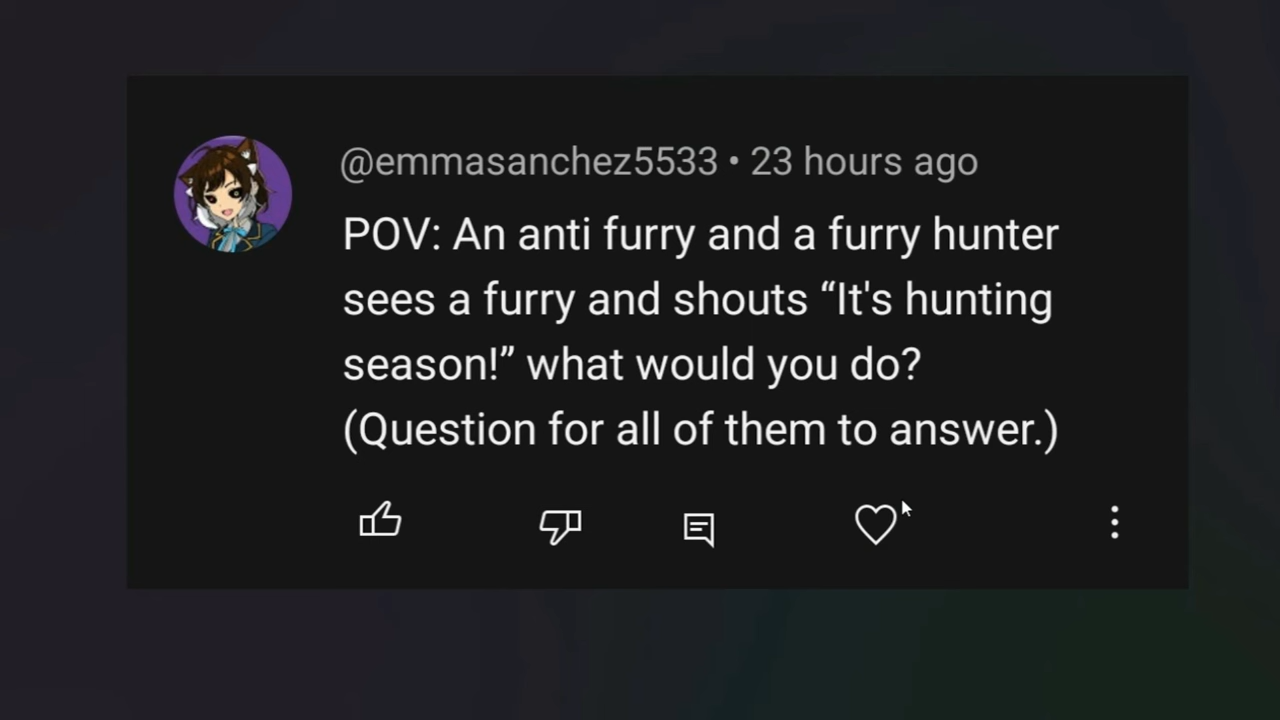 @emmasanchez5533 • 23 hours ago
POV: An anti furry and a furry hunter
sees a furry and shouts “It's hunting
season!” what would you do?
(Question for all of them to answer.)